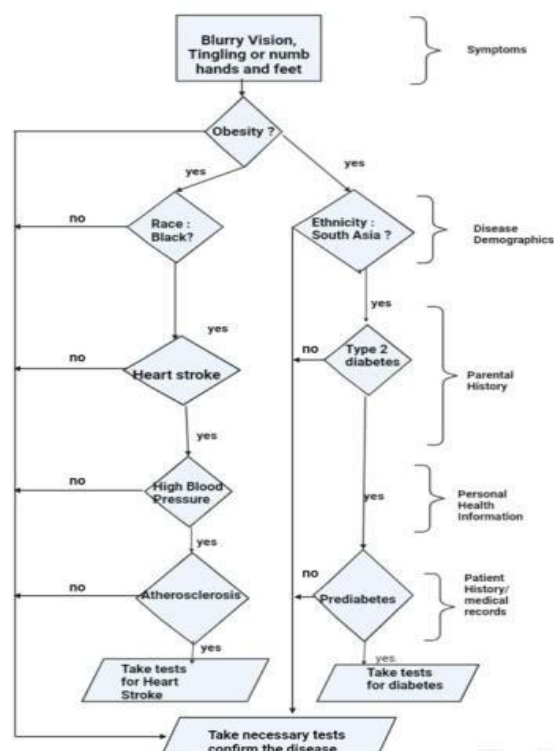 Blurry Vision,
Tingling or numb
hands and feet
Symptoms
Obesity ?
yes
yes
no
Race :
Black?
Ethnicity :
South Asia ?
Disease
Demographics
yes
yes
no
Heart stroke
no
Type 2
diabetes
Parental
History
yes
no
High Blood
Pressure
yes
Personal
Health
Information
yes
no
Atherosclerosis
no
Prediabetes
Patient
History/
medical
records
yes
yes
Take tests
for Heart
Stroke
Take tests
for diabetes
Take necessary tests
confirm the disease